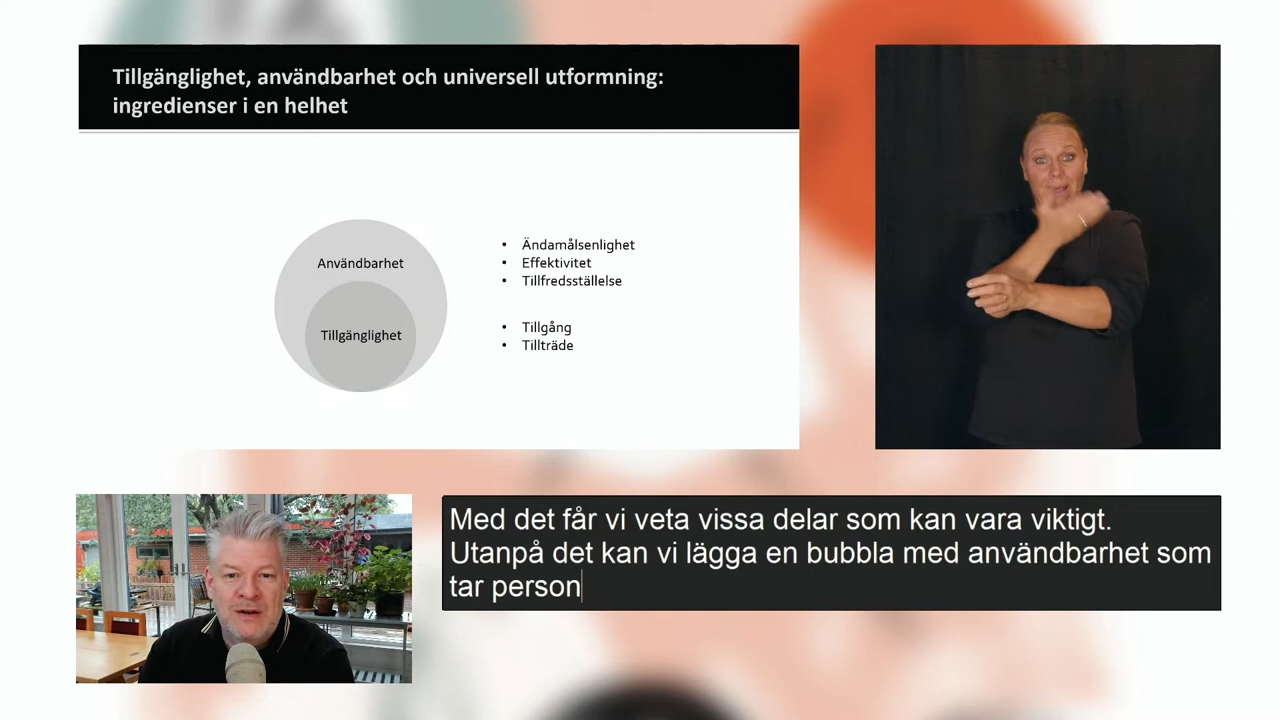 Tillgänglighet, användbarhet och universell utformning:
ingredienser i en helhet
Användbarhet
Tillgänglighet
• Ändamålsenlighet
• Effektivitet
• Tillfredsställelse
• Tillgång
• Tillträde
Med det får vi veta vissa delar som kan vara viktigt.
Utanpå det kan vi lägga en bubbla med användbarhet som
tar person